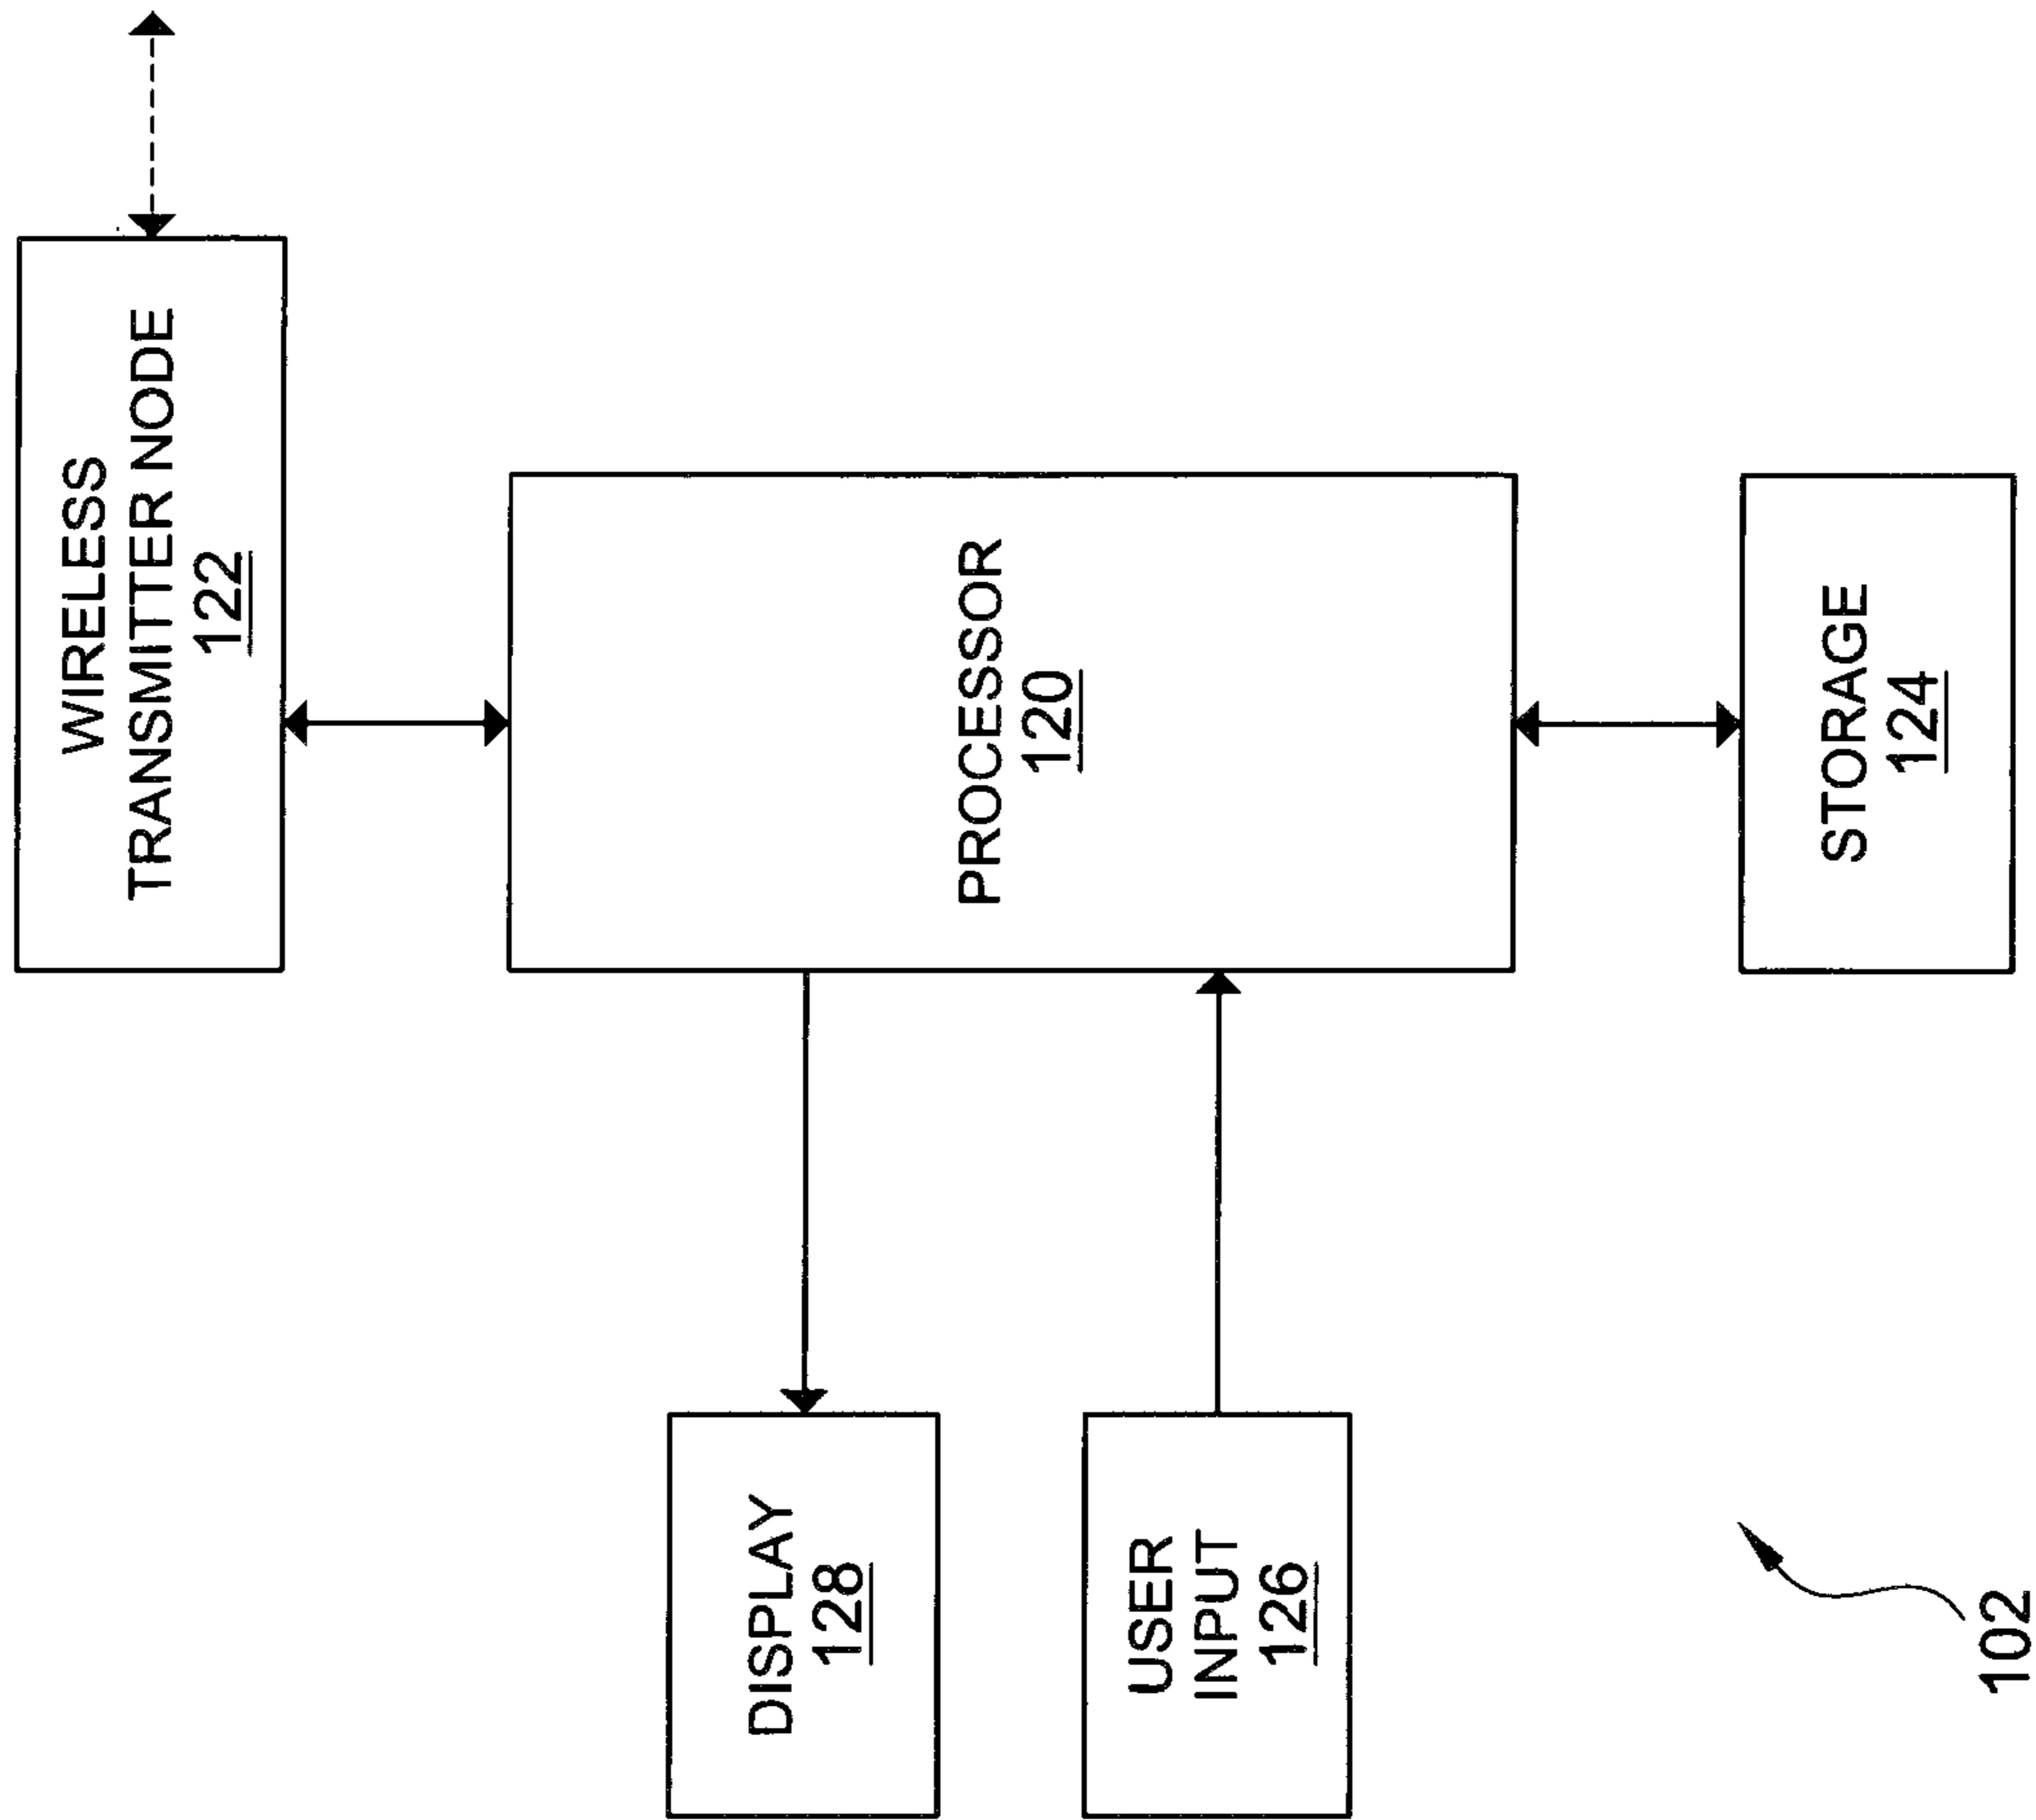 WIRELESS
TRANSMITTER NODE
122
DISPLAY
128
PROCESSOR
120
USER
INPUT
126
STORAGE
124
102